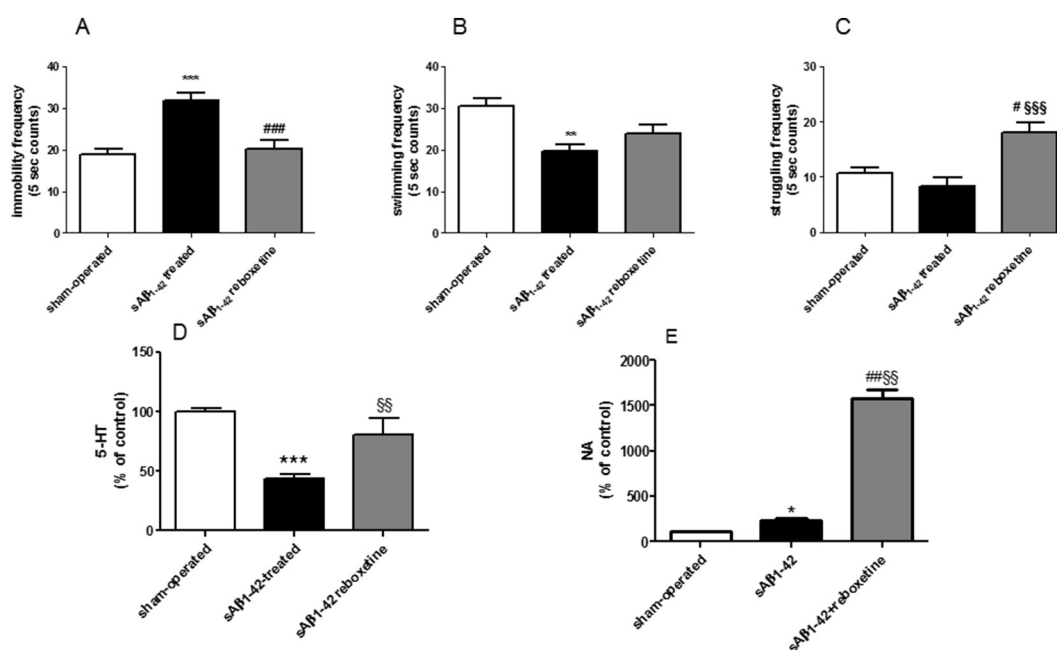 A
immobility frequency
(5 sec counts)
40
30
20
10
0
***
###
sham-operated
sAβ1-42 treated
sAβ1-42 reboxetine
B
swimming frequency
(5 sec counts)
40
30
20
10
0
**
sham-operated
sAβ1-42 treated
sAβ1-42 reboxetine
C
struggling frequency
(5 sec counts)
30
20
10
0
# §§§
sham-operated
sAβ1-42 treated
sAβ1-42 reboxetine
D
5-HT
(% of control)
150
100
50
0
***
§§
sham-operated
sAβ1-42-treated
sAβ1-42 reboxetine
E
NA
(% of control)
2000
1500
1000
500
0
*
##§§
sham-operated
sAβ1-42
sAβ1-42+reboxetine